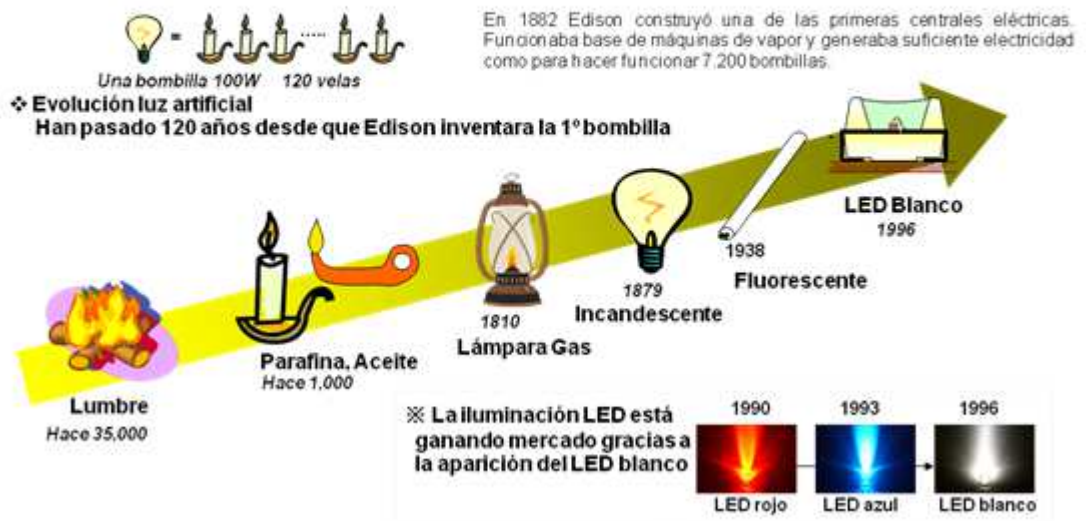 En 1882 Edison construyó una de las primeras centrales eléctricas.
Funcionaba base de máquinas de vapor y generaba suficiente electricidad
como para hacer funcionar 7.200 bombillas.
=
.....
Una bombilla 100W 120 velas
❖ Evolución luz artificial
Han pasado 120 años desde que Edison inventara la 1º bombilla
LED Blanco
1996
1938
Fluorescente
1879
Incandescente
1810
Lámpara Gas
Parafina, Aceite
Hace 1,000
Lumbre
Hace 35,000
※ La iluminación LED está
ganando mercado gracias a
la aparición del LED blanco
1990 1993 1996
LED rojo LED azul LED blanco